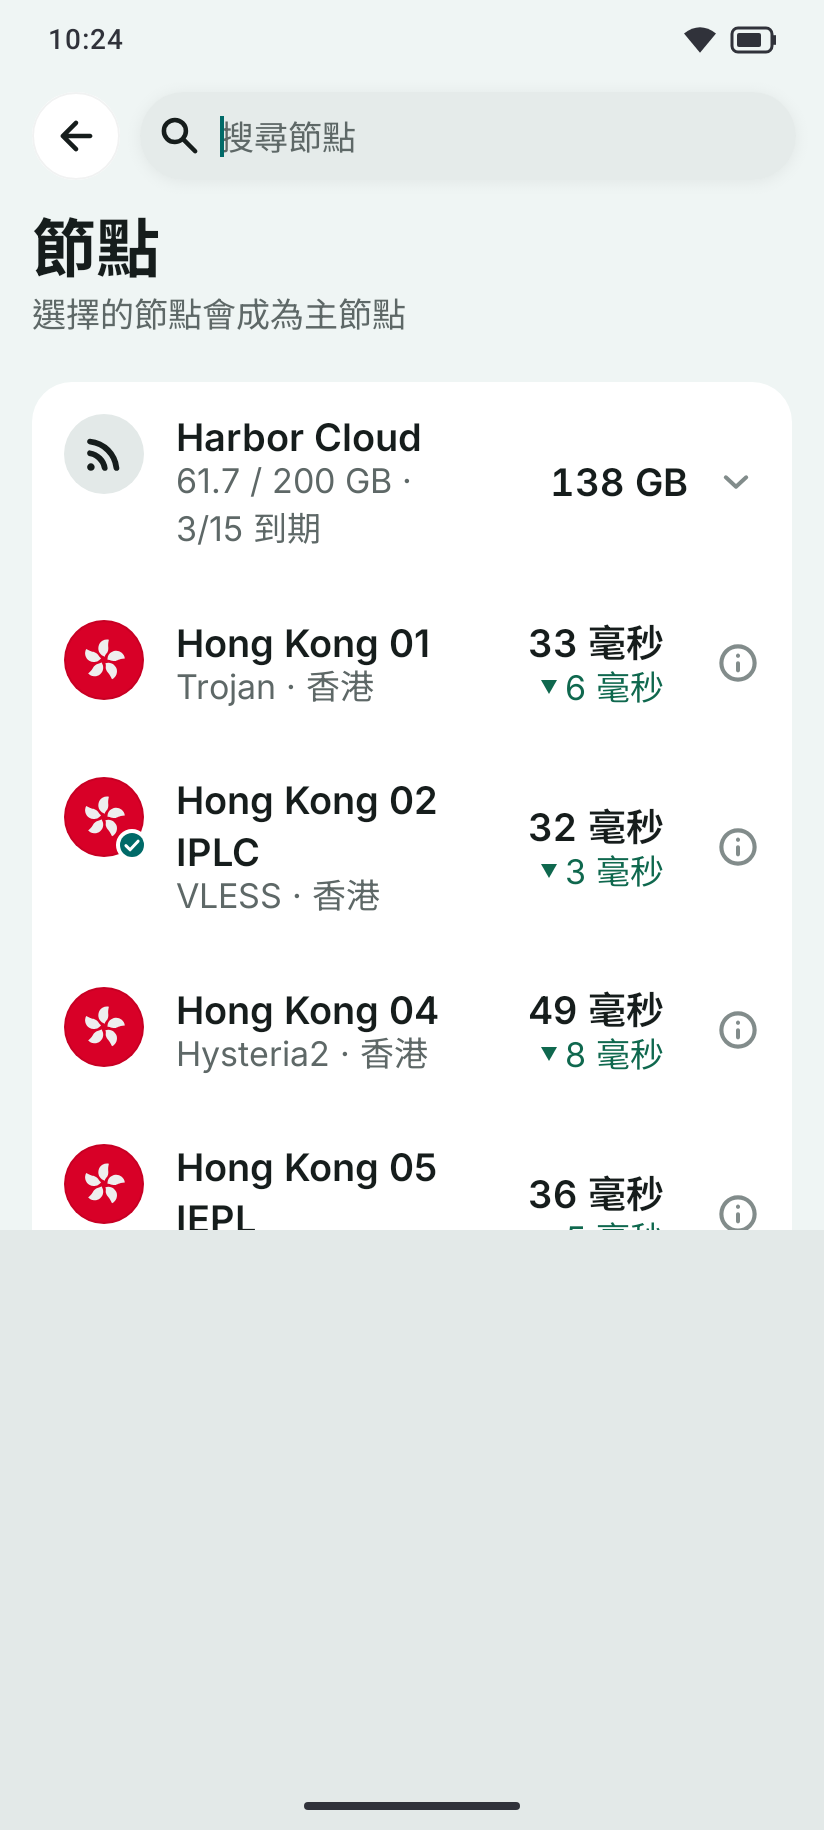 10:24
搜尋節點
節點
選擇的節點會成為主節點
Harbor Cloud
61.7 / 200 GB ·
3/15 到期
138 GB
Hong Kong 01
Trojan · 香港
33 毫秒
▼6 毫秒
Hong Kong 02
IPLC
VLESS · 香港
32 毫秒
▼3 毫秒
Hong Kong 04
Hysteria2 · 香港
49 毫秒
▼8 毫秒
Hong Kong 05
IEPL
36 毫秒